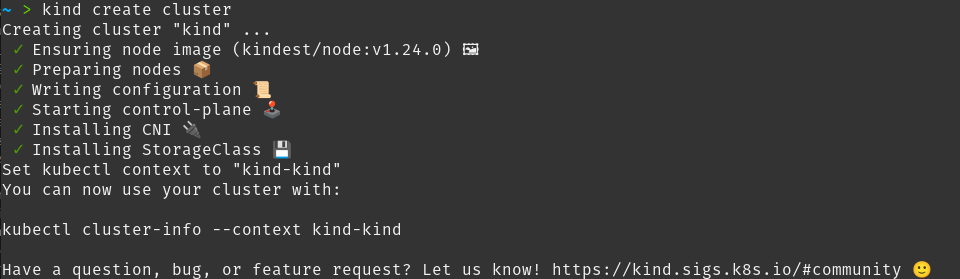 ~ > kind create cluster
Creating cluster "kind" ...
✓ Ensuring node image (kindest/node:v1.24.0) 🖼
✓ Preparing nodes 📦
✓ Writing configuration 📜
✓ Starting control-plane 🕹️
✓ Installing CNI 🔌
✓ Installing StorageClass 💾
Set kubectl context to "kind-kind"
You can now use your cluster with:

kubectl cluster-info --context kind-kind

Have a question, bug, or feature request? Let us know! https://kind.sigs.k8s.io/#community 🙂